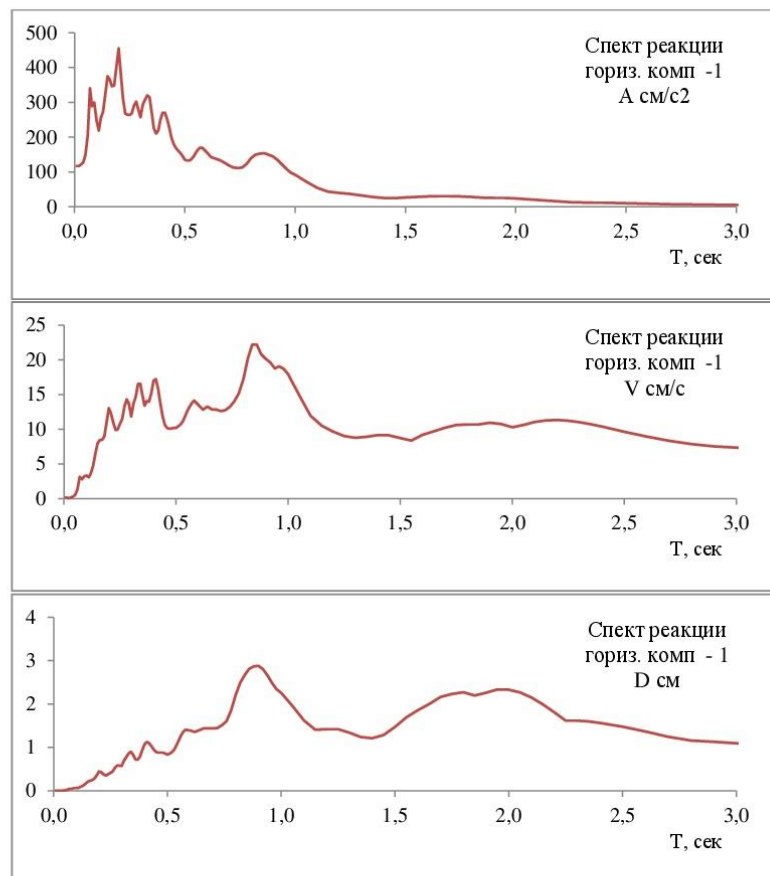 500
400
300
200
100
0
0,0 0,5 1,0 1,5 2,0 2,5 3,0
Спект реакции
гориз. комп -1
А см/с2
Т, сек
25
20
15
10
5
0
0,0 0,5 1,0 1,5 2,0 2,5 3,0
Спект реакции
гориз. комп -1
V см/с
Т, сек
4
3
2
1
0
0,0 0,5 1,0 1,5 2,0 2,5 3,0
Спект реакции
гориз. комп - 1
D см
Т, сек